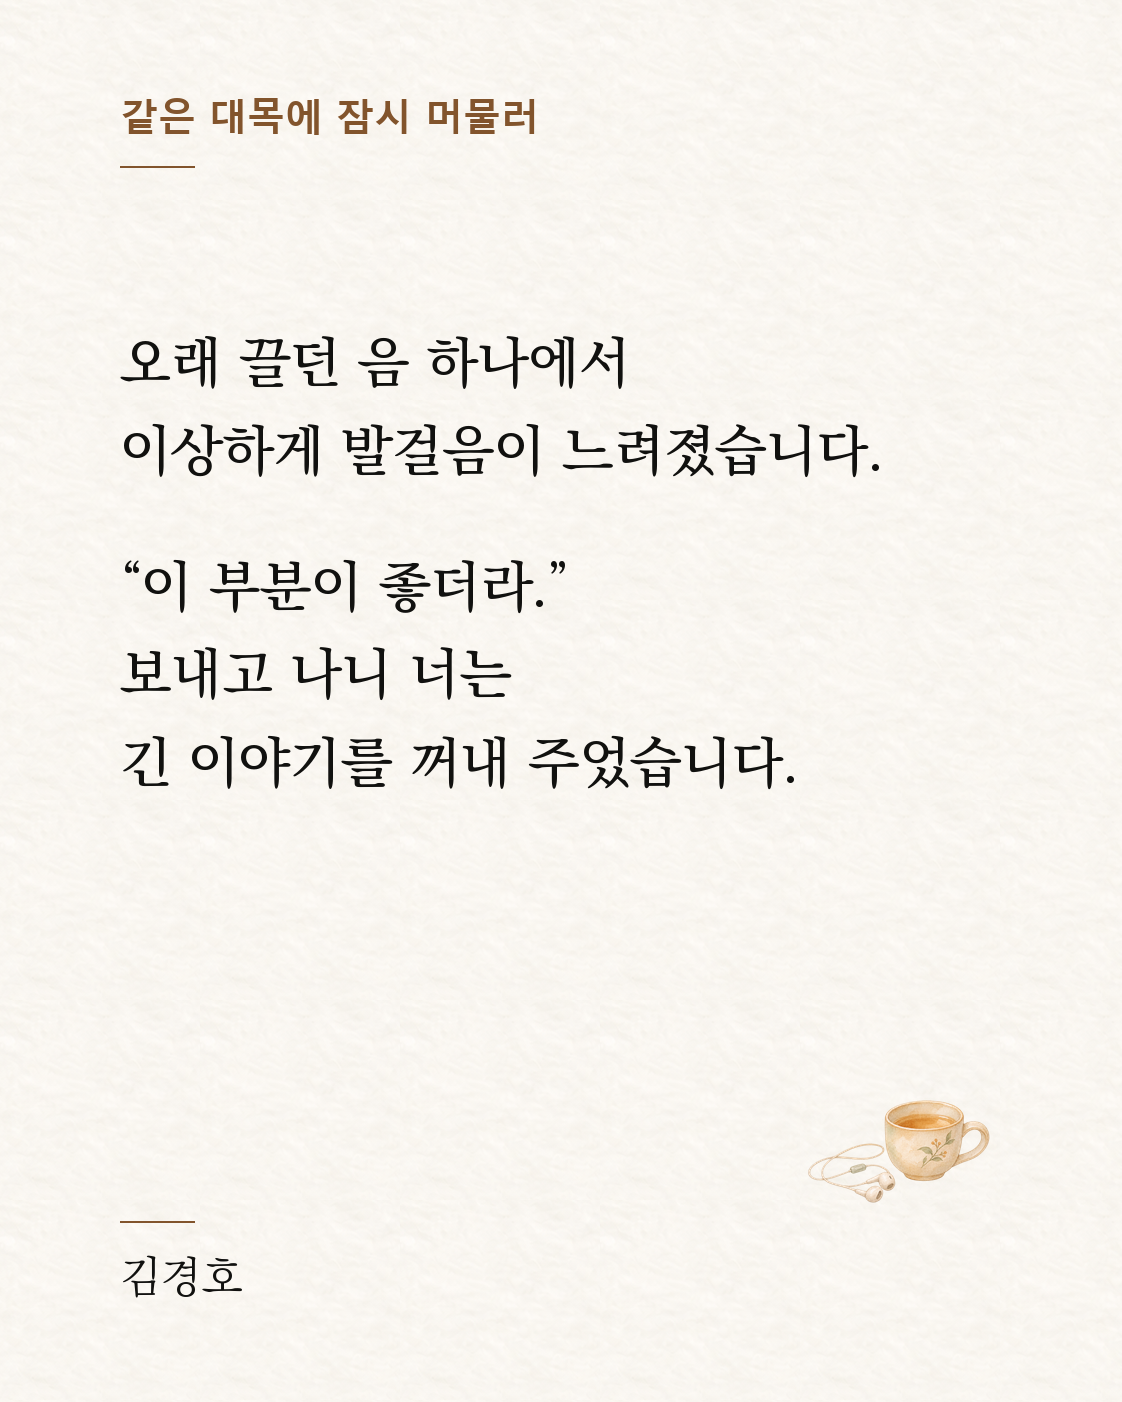 같은 대목에 잠시 머물러
오래 끌던 음 하나에서
이상하게 발걸음이 느려졌습니다.
“이 부분이 좋더라.”
보내고 나니 너는
긴 이야기를 꺼내 주었습니다.
김경호